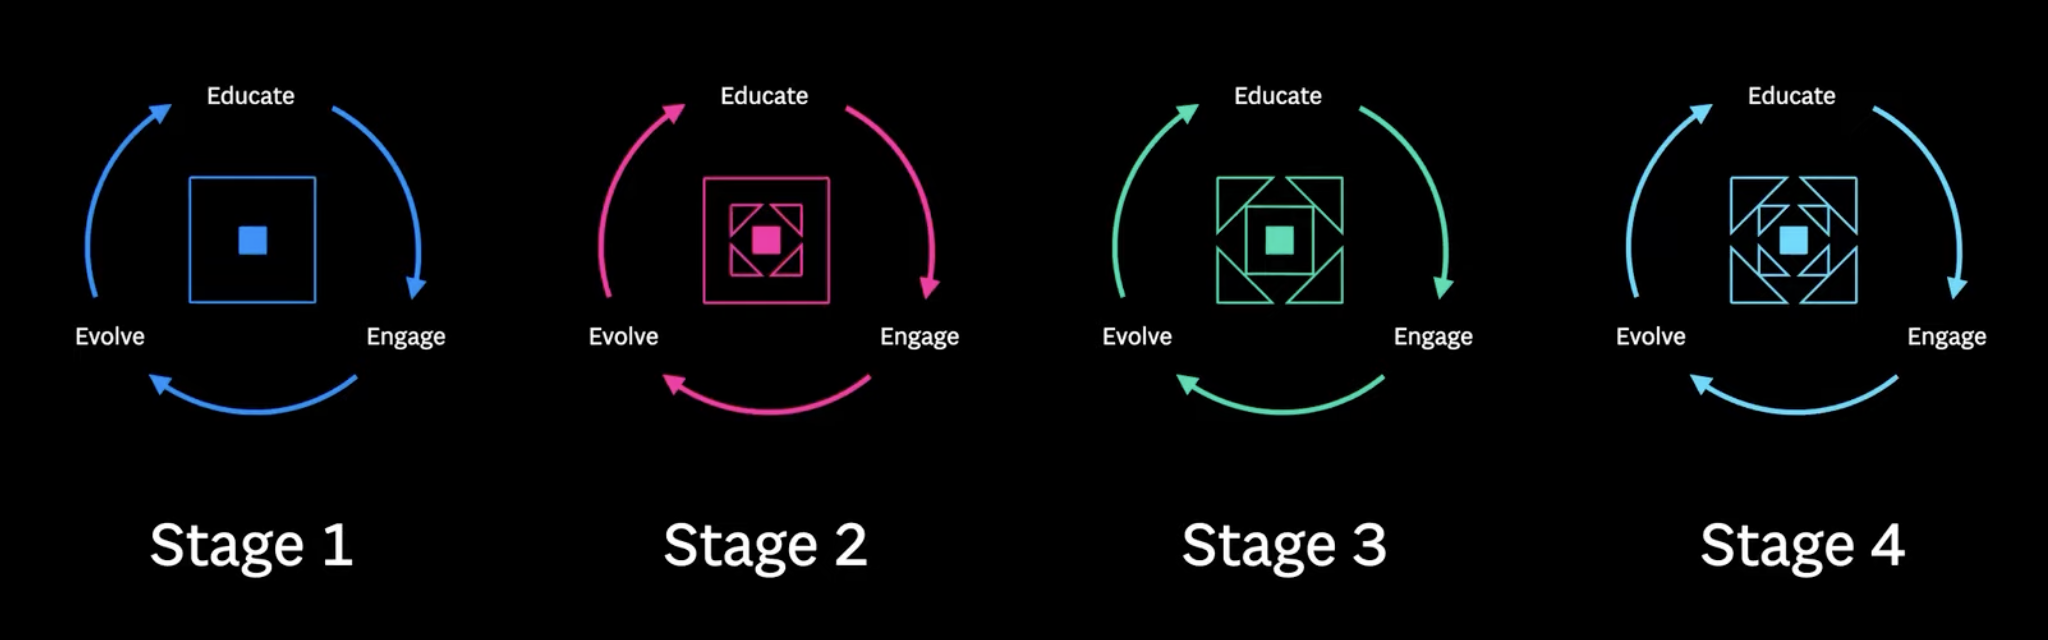 Educate
Evolve
Engage
Stage 1
Educate
Evolve
Engage
Stage 2
Educate
Evolve
Engage
Stage 3
Educate
Evolve
Engage
Stage 4